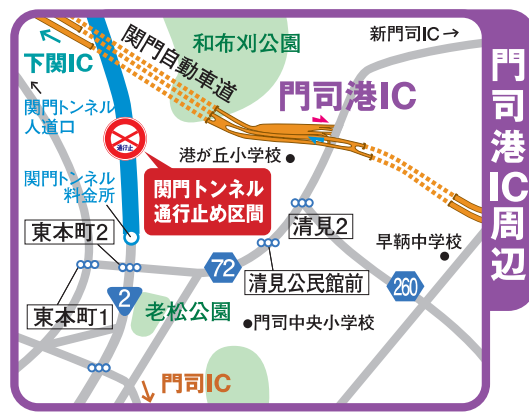 門司港IC周辺
下関IC
関門自動車道
和布刈公園
新門司IC→
関門トンネル
人道口
門司港IC
通行止
港が丘小学校
関門トンネル
通行止め区間
関門トンネル
料金所
東本町2
清見2
早鞆中学校
72
清見公民館前
260
東本町1
2
老松公園
門司中央小学校
門司IC